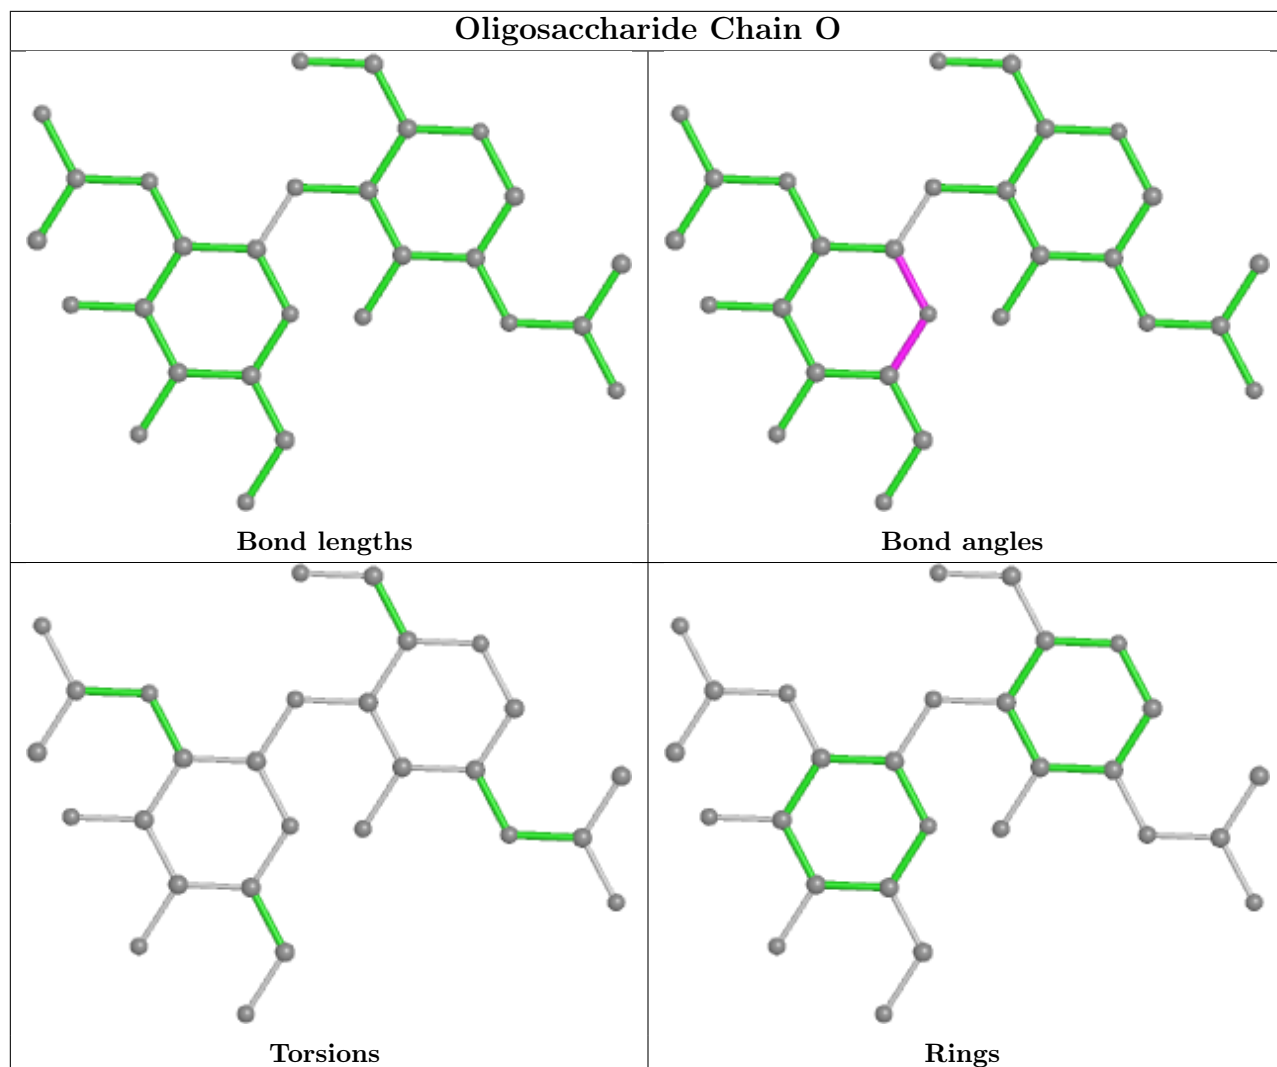 Oligosaccharide Chain O
Bond lengths
Bond angles
Torsions
Rings